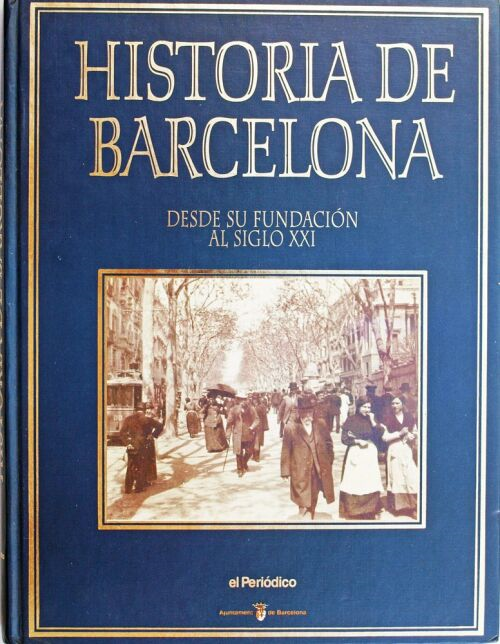 HISTORIA DE
BARCELONA
DESDE SU FUNDACIÓN
AL SIGLO XXI
el Periódico
Ajuntament de Barcelona